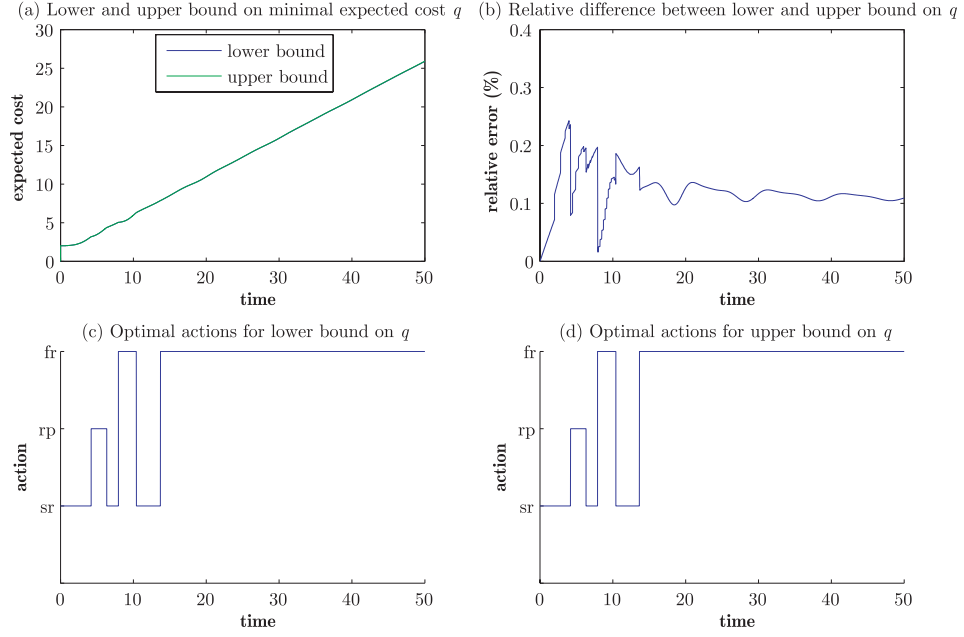 (a) Lower and upper bound on minimal expected cost q
30
25
20
15
10
5
0
expected cost
lower bound
upper bound
0 10 20 30 40 50
time
(b) Relative difference between lower and upper bound on q
0.4
0.3
0.2
0.1
0
relative error (%)
0 10 20 30 40 50
time
(c) Optimal actions for lower bound on q
fr
rp
sr
action
0 10 20 30 40 50
time
(d) Optimal actions for upper bound on q
fr
rp
sr
action
0 10 20 30 40 50
time